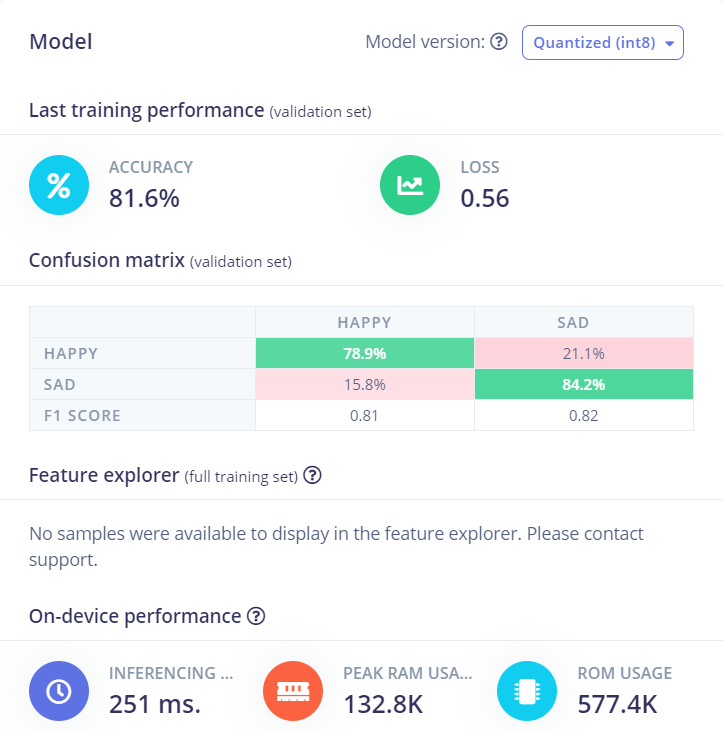 Model
Model version: Quantized (int8)
Last training performance (validation set)
% ACCURACY
81.6%
LOSS
0.56
Confusion matrix (validation set)
HAPPY SAD
HAPPY 78.9% 21.1%
SAD 15.8% 84.2%
F1 SCORE 0.81 0.82
Feature explorer (full training set) ?
No samples were available to display in the feature explorer. Please contact
support.
On-device performance ?
INFERENCING ...
251 ms.
PEAK RAM USA...
132.8K
ROM USAGE
577.4K